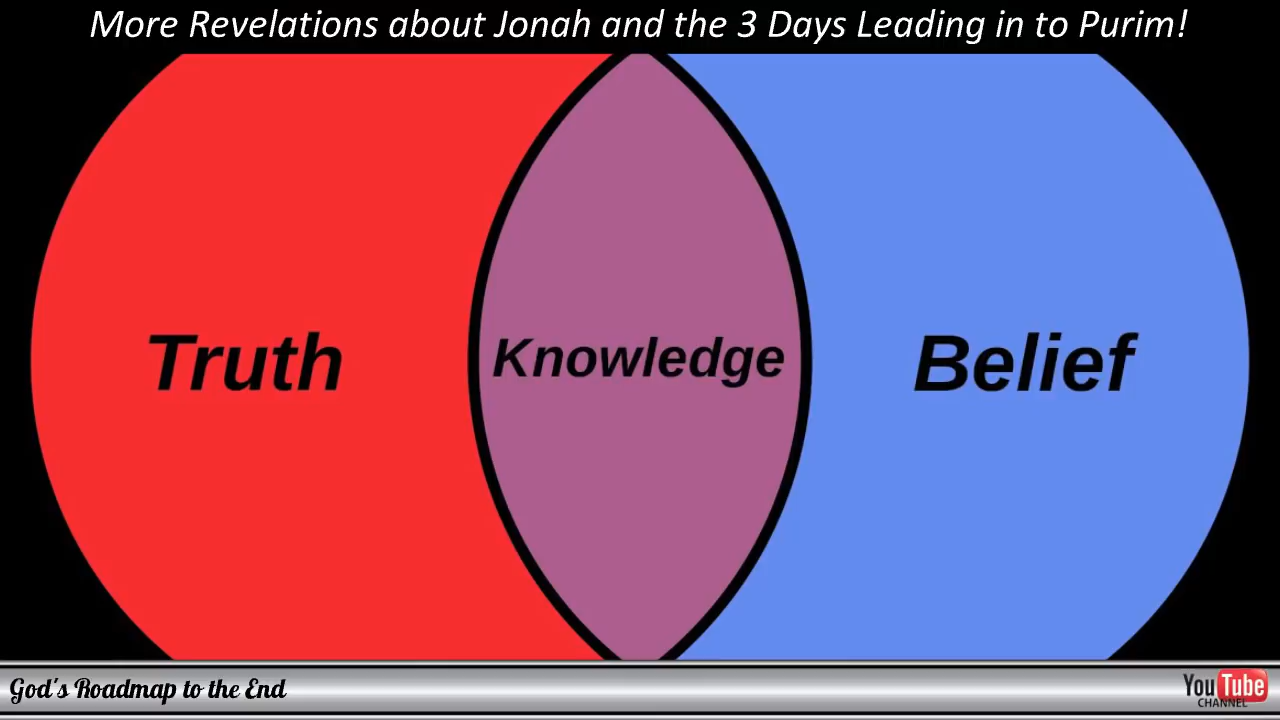 More Revelations about Jonah and the 3 Days Leading in to Purim!
Truth
Knowledge
Belief
God's Roadmap to the End
YouTube
CHANNEL